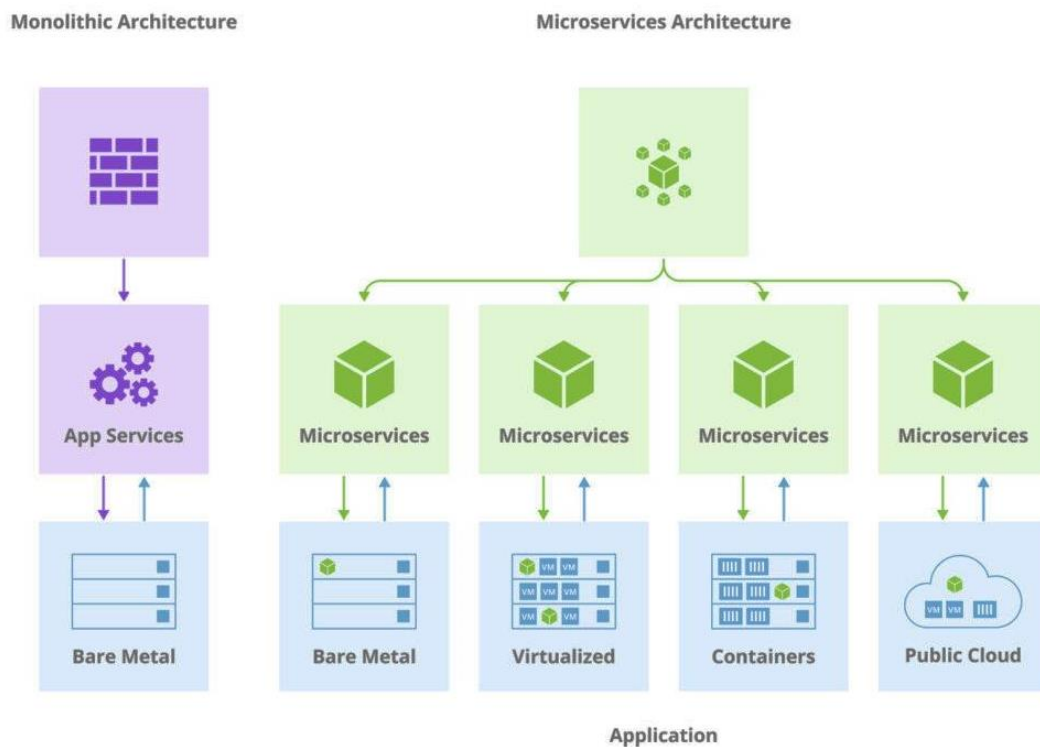 Monolithic Architecture
Microservices Architecture
App Services
Microservices
Microservices
Microservices
Microservices
VM VM
VM VM VM
VM VM
VM VM
Bare Metal
Bare Metal
Virtualized
Containers
Public Cloud
Application